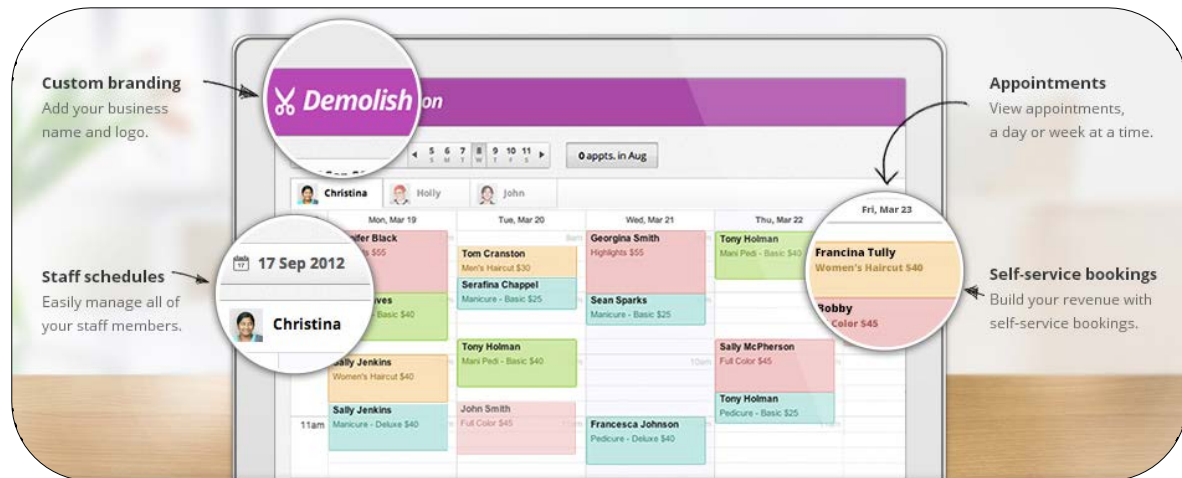 Custom branding
Add your business
name and logo.
Staff schedules
Easily manage all of
your staff members.
Appointments
View appointments,
a day or week at a time.
Self-service bookings
Build your revenue with
self-service bookings.
Demolish on
5 6 7 8 9 10 11
S M T W T F S
0 appts. in Aug
Christina Holly John
Mon, Mar 19 Tue, Mar 20 Wed, Mar 21 Thu, Mar 22 Fri, Mar 23
17 Sep 2012
Christina
Black
$55
Basic $40
Sally Jenkins
Women's Haircut $40
Sally Jenkins
Manicure - Deluxe $40
11am
Tom Cranston
Men's Haircut $30
Serafina Chappel
Manicure - Basic $25
Tony Holman
Mani Pedi - Basic $40
John Smith
Full Color $45
Georgina Smith
Highlights $55
Sean Sparks
Manicure - Basic $25
10am
Francesca Johnson
Pedicure - Deluxe $40
Tony Holman
Mani Pedi - Basic $40
Sally McPherson
Full Color $45
Tony Holman
Pedicure - Basic $25
Francina Tully
Women's Haircut $40
Bobby
Color $45